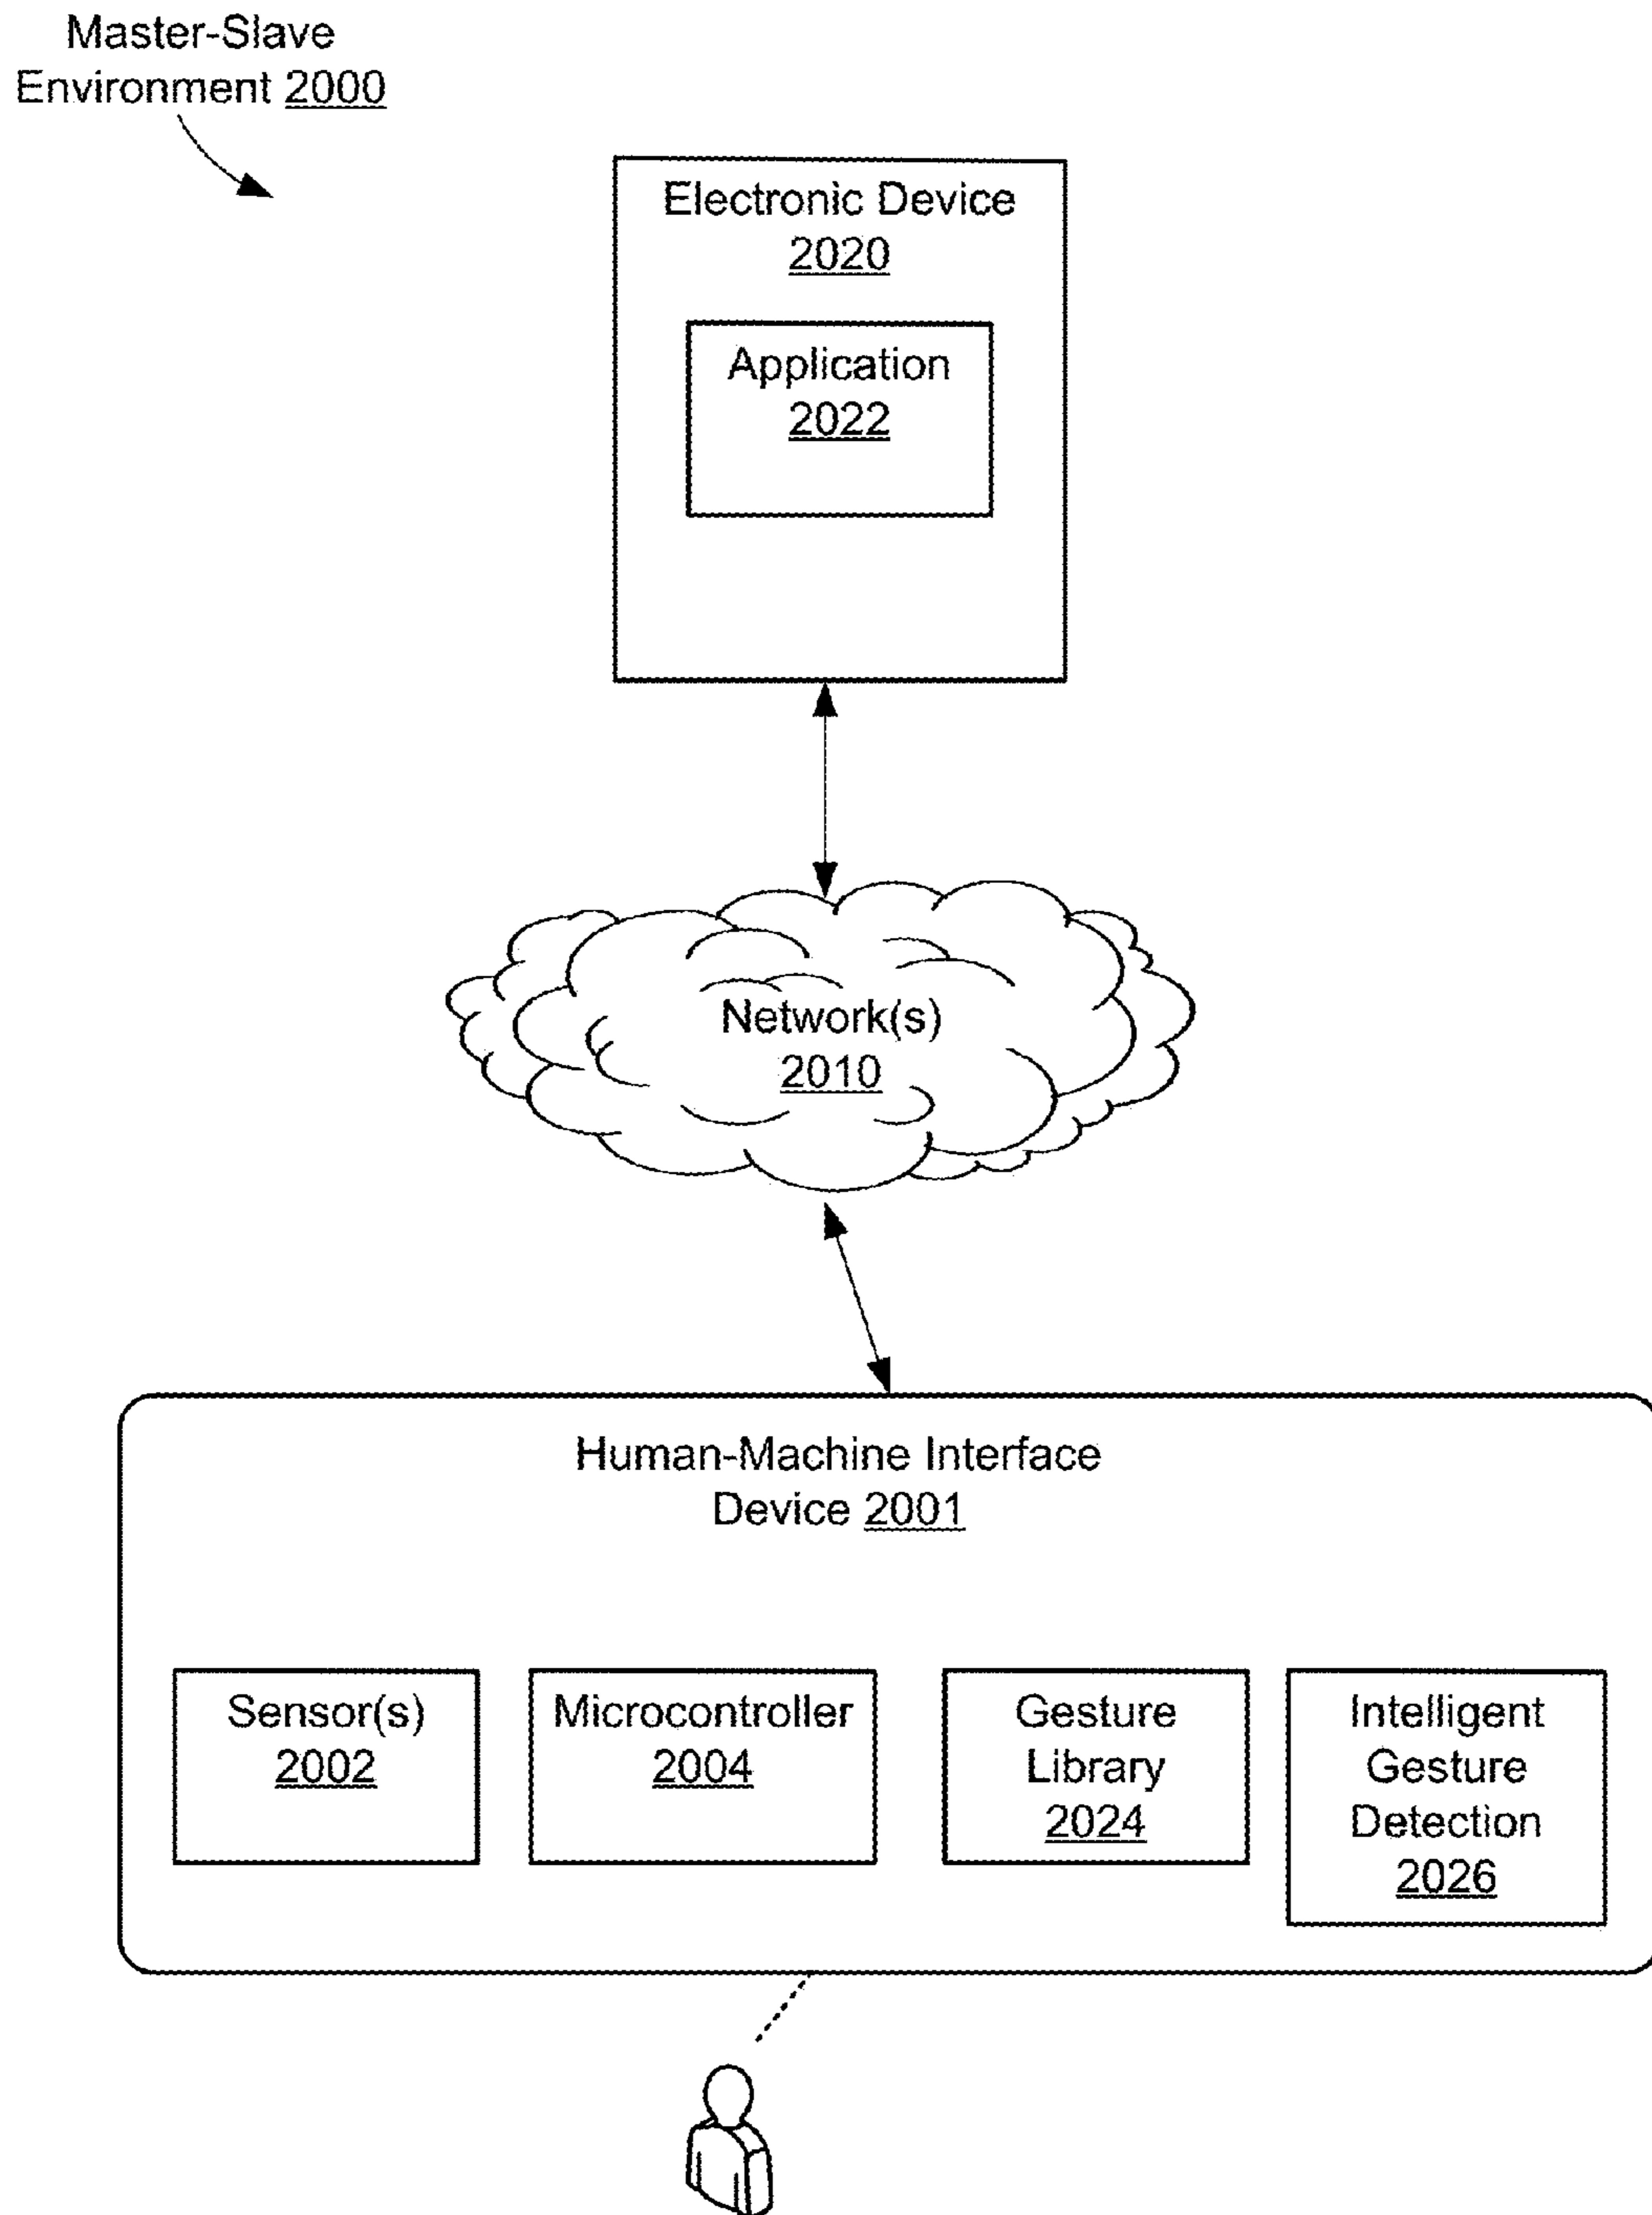 Master-Slave
Environment 2000
Electronic Device
2020
Application
2022
Network(s)
2010
Human-Machine Interface
Device 2001
Sensor(s)
2002
Microcontroller
2004
Gesture
Library
2024
Intelligent
Gesture
Detection
2026